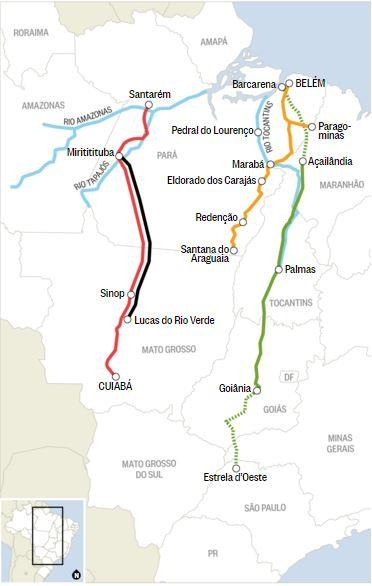 RORAIMA
AMAPÁ
Barcarena
BELÉM
Santarém
AMAZONAS
RIO AMAZONAS
RIO TOCANTINS
Pedral do Lourenço
Parago-
minas
Miritituba
PARÁ
RIO TAPAJÓS
Marabá
Açailândia
Eldorado dos Carajás
MARANHÃO
Redenção
Santana do
Araguaia
Palmas
Sinop
TOCANTINS
Lucas do Rio Verde
MATO GROSSO
CUIABÁ
Goiânia
DF
GOIÁS
MINAS
GERAIS
MATO GROSSO
DO SUL
Estrela d'Oeste
SÃO PAULO
PR
N